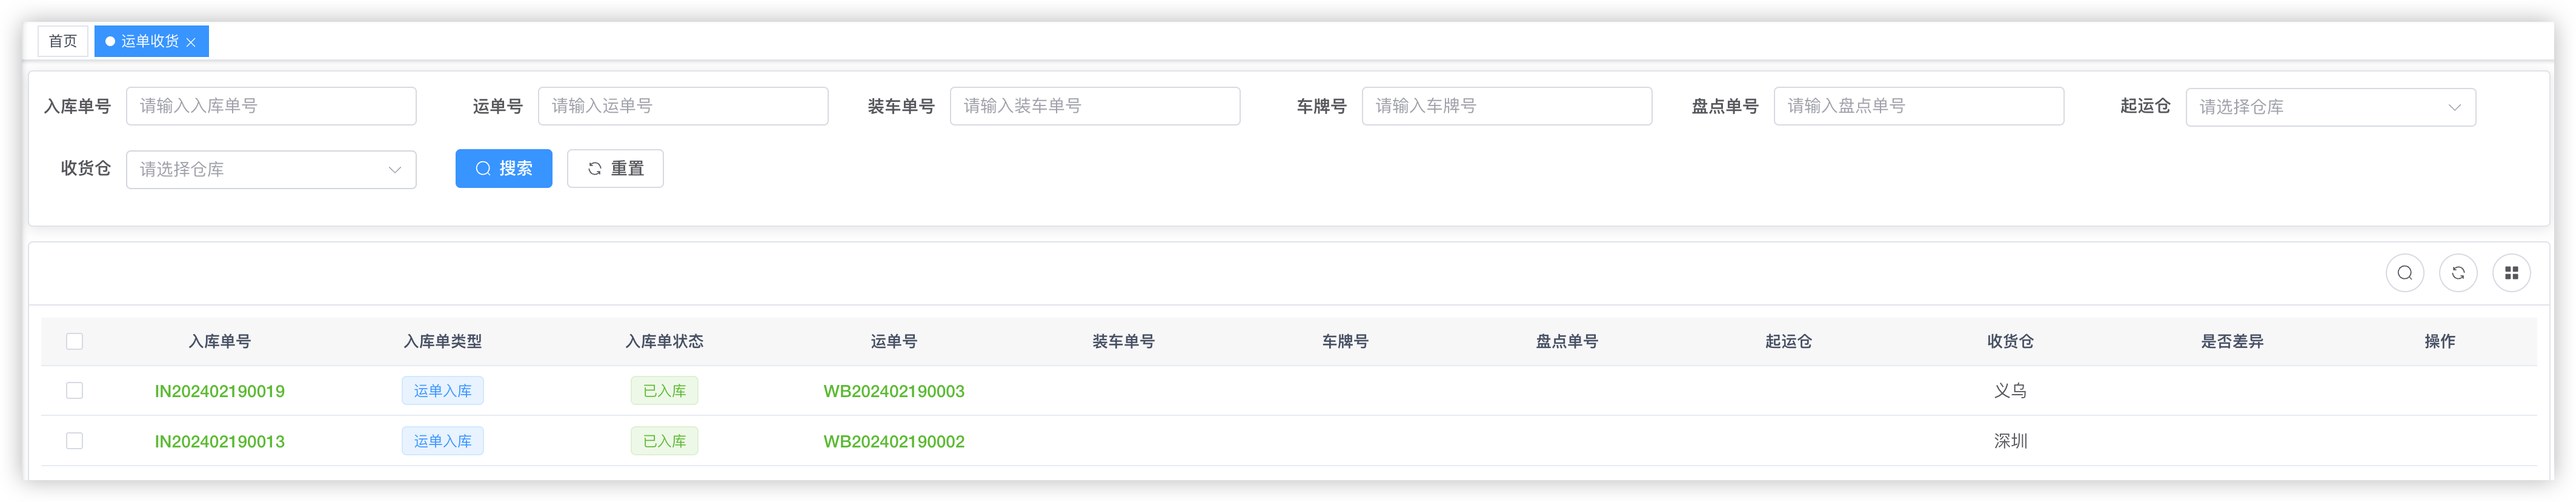 首页 运单收货
入库单号 请输入入库单号 运单号 请输入运单号 装车单号 请输入装车单号 车牌号 请输入车牌号 盘点单号 请输入盘点单号 起运仓 请选择仓库
收货仓 请选择仓库 搜索 重置
入库单号 入库单类型 入库单状态 运单号 装车单号 车牌号 盘点单号 起运仓 收货仓 是否差异 操作
IN202402190019 运单入库 已入库 WB202402190003 义乌
IN202402190013 运单入库 已入库 WB202402190002 深圳